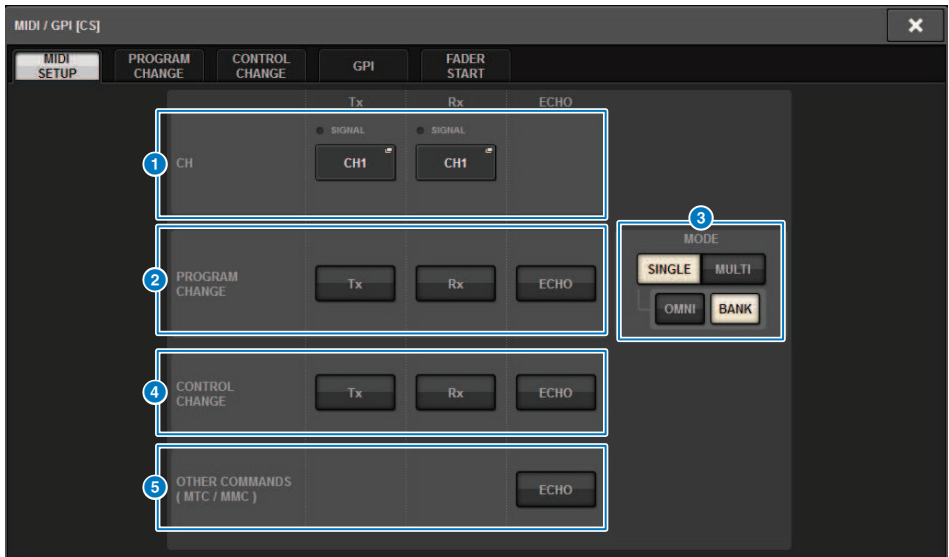 MIDI / GPI [CS]
MIDI SETUP
PROGRAM CHANGE
CONTROL CHANGE
GPI
FADER START
Tx Rx ECHO
SIGNAL SIGNAL
1 CH CH1 CH1
3
MODE
SINGLE MULTI
OMNI BANK
2 PROGRAM CHANGE Tx Rx ECHO
4 CONTROL CHANGE Tx Rx ECHO
5 OTHER COMMANDS ( MTC / MMC ) ECHO